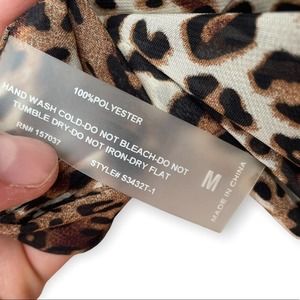 100%POLYESTER
HAND WASH COLD-DO NOT BLEACH-DO NOT
TUMBLE DRY-DO NOT IRON-DRY FLAT
RN# 157037
STYLE# S3432T-1
M
MADE IN CHINA